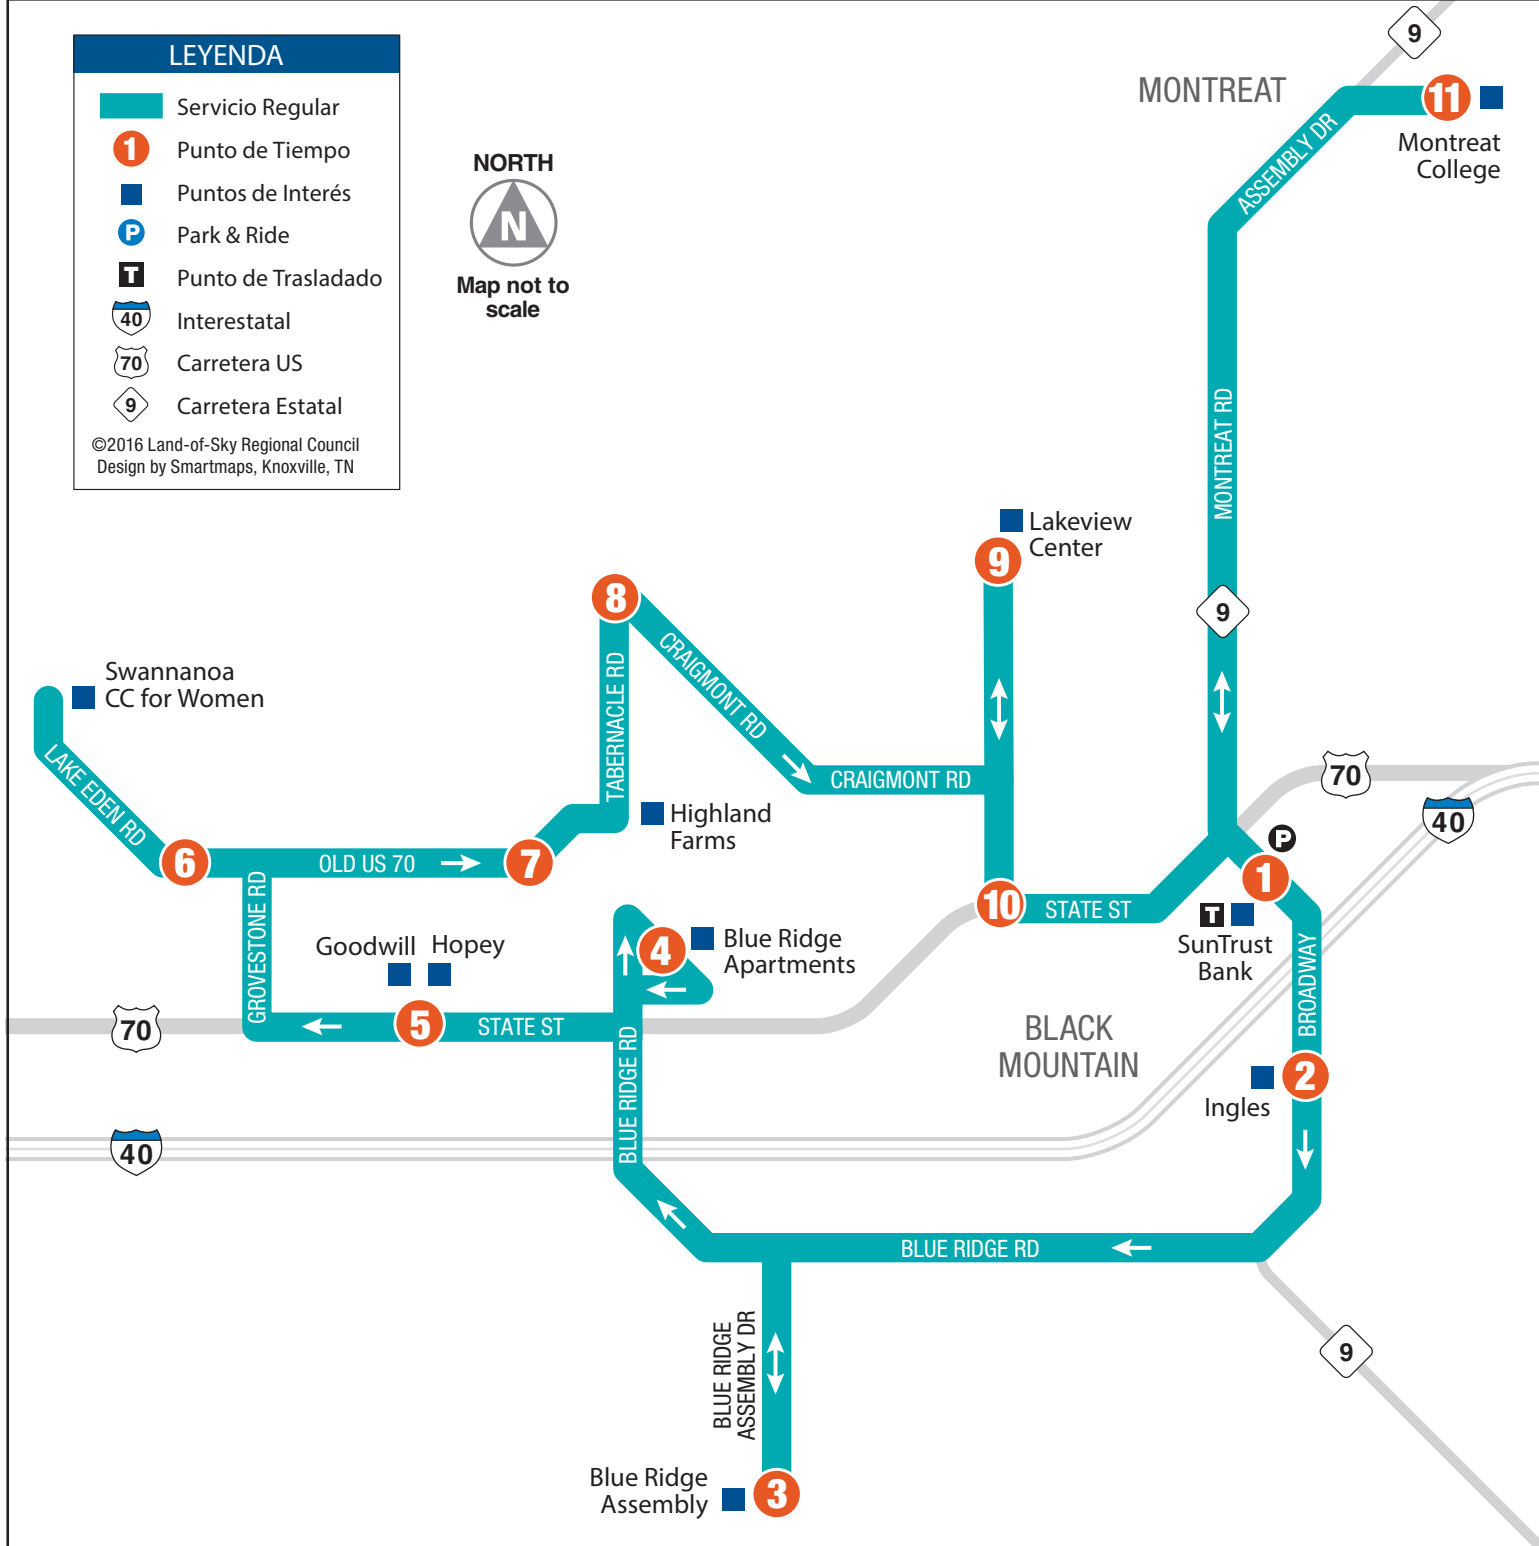 LEYENDA
Servicio Regular
1
Punto de Tiempo
Puntos de Interés
P
Park & Ride
T
Punto de Trasladado
40
Interestatal
70
Carretera US
9
Carretera Estatal
©2016 Land-of-Sky Regional Council
Design by Smartmaps, Knoxville, TN
NORTH
N
Map not to
scale
9
MONTREAT
11
Montreat
College
ASSEMBLY DR
MONTREAT RD
9
Lakeview
Center
9
8
CRAIGMONT RD
TABERNACLE RD
CRAIGMONT RD
Swannanoa
CC for Women
LAKE EDEN RD
6
OLD US 70
7
Highland
Farms
70
40
P
1
10
STATE ST
T
SunTrust
Bank
BROADWAY
GROVESTONE RD
Goodwill
Hopey
4
Blue Ridge
Apartments
70
5
STATE ST
BLACK
MOUNTAIN
2
Ingles
40
BLUE RIDGE RD
BLUE RIDGE RD
BLUE RIDGE
ASSEMBLY DR
9
Blue Ridge
Assembly
3